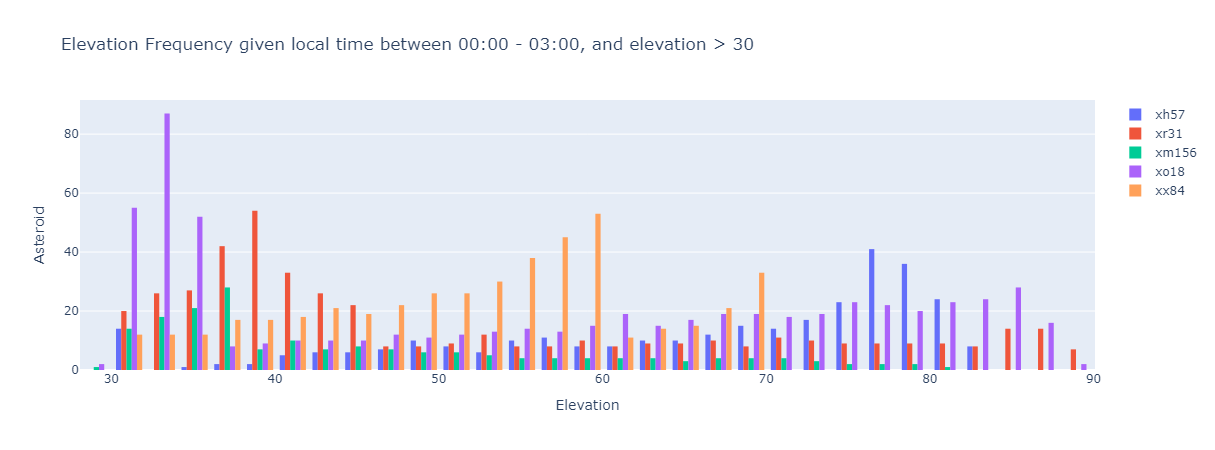 Elevation Frequency given local time between 00:00 - 03:00, and elevation > 30
80
60
40
20
0
Asteroid
30
40
50
60
70
80
90
Elevation
xh57
xr31
xm156
xo18
xx84